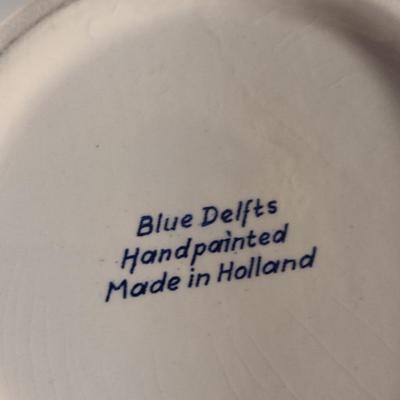 Blue Delfts
Handpainted
Made in Holland